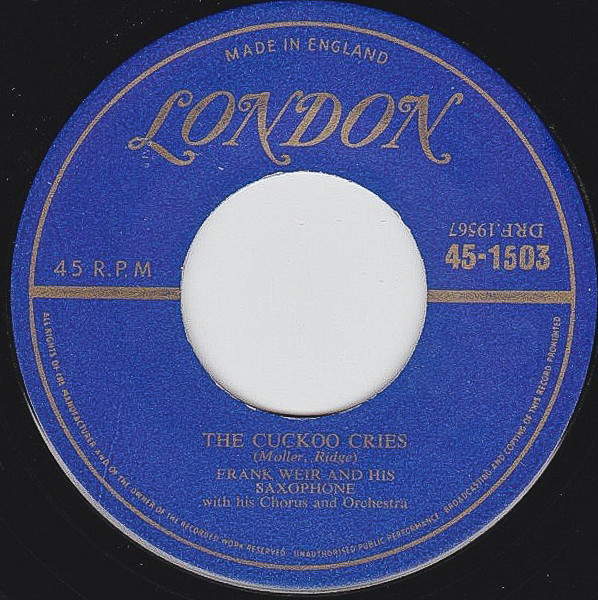 MADE IN ENGLAND
LONDON
DRF.19567
45-1503
45 R.P.M
THE CUCKOO CRIES
(Moller, Ridge)
FRANK WEIR AND HIS
SAXOPHONE
with his Chorus and Orchestra
ALL RIGHTS OF THE MANUFACTURER AND OF THE OWNER OF THE RECORDED WORK RESERVED · UNAUTHORISED PUBLIC PERFORMANCE · BROADCASTING AND COPYING OF THIS RECORD PROHIBITED